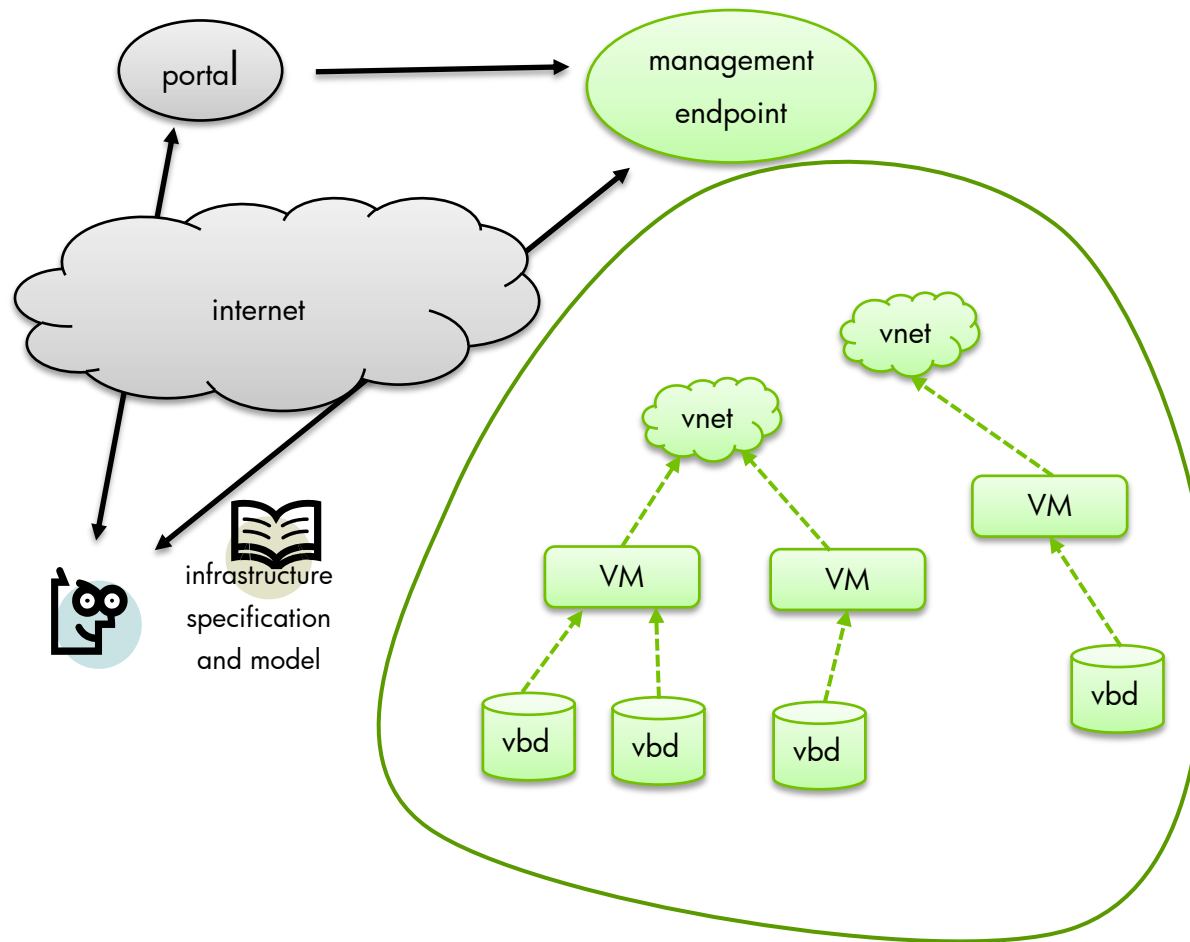 portal
management
endpoint
internet
vnet
vnet
VM
VM
VM
infrastructure
specification
and model
vbd
vbd
vbd
vbd